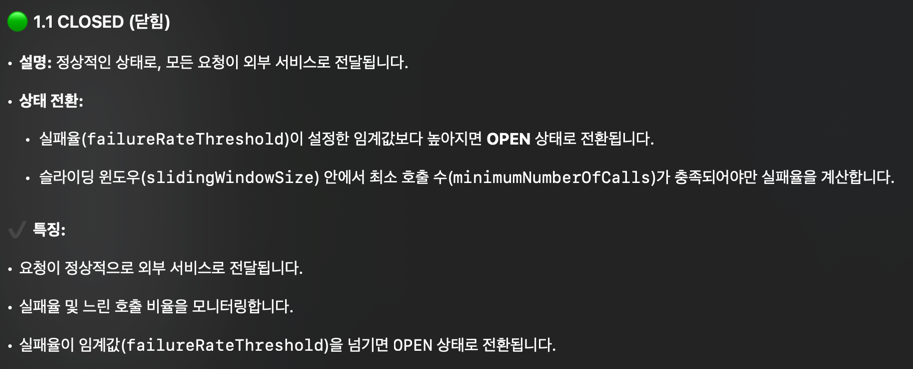 🟢 1.1 CLOSED (닫힘)
• 설명: 정상적인 상태로, 모든 요청이 외부 서비스로 전달됩니다.
• 상태 전환:
• 실패율(failureRateThreshold)이 설정한 임계값보다 높아지면 OPEN 상태로 전환됩니다.
• 슬라이딩 윈도우(slidingWindowSize) 안에서 최소 호출 수(minimumNumberOfCalls)가 충족되어야만 실패율을 계산합니다.
✔ 특징:
• 요청이 정상적으로 외부 서비스로 전달됩니다.
• 실패율 및 느린 호출 비율을 모니터링합니다.
• 실패율이 임계값(failureRateThreshold)을 넘기면 OPEN 상태로 전환됩니다.